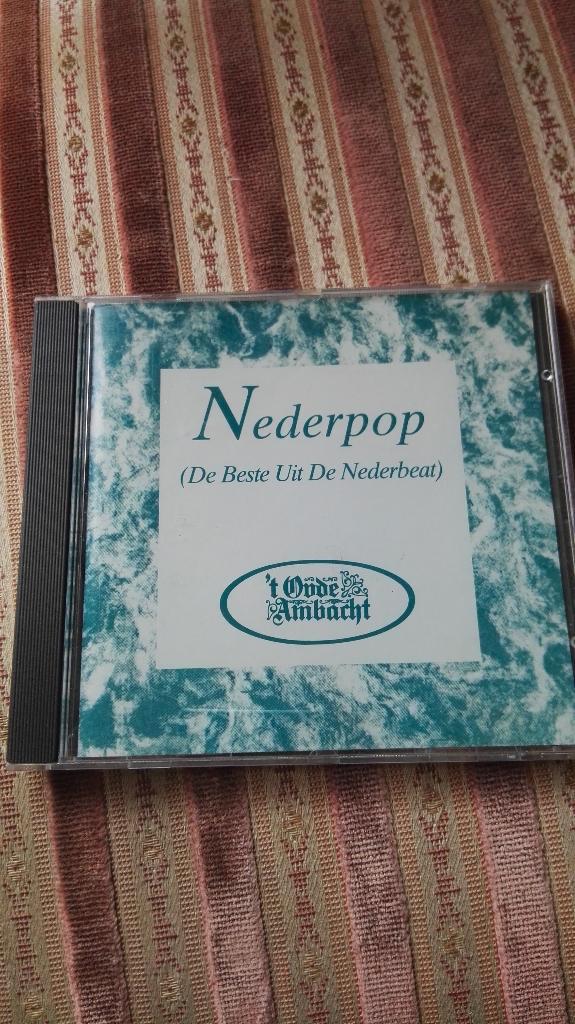 Nederpop
(De Beste Uit De Nederbeat)
't Oude
Ambacht